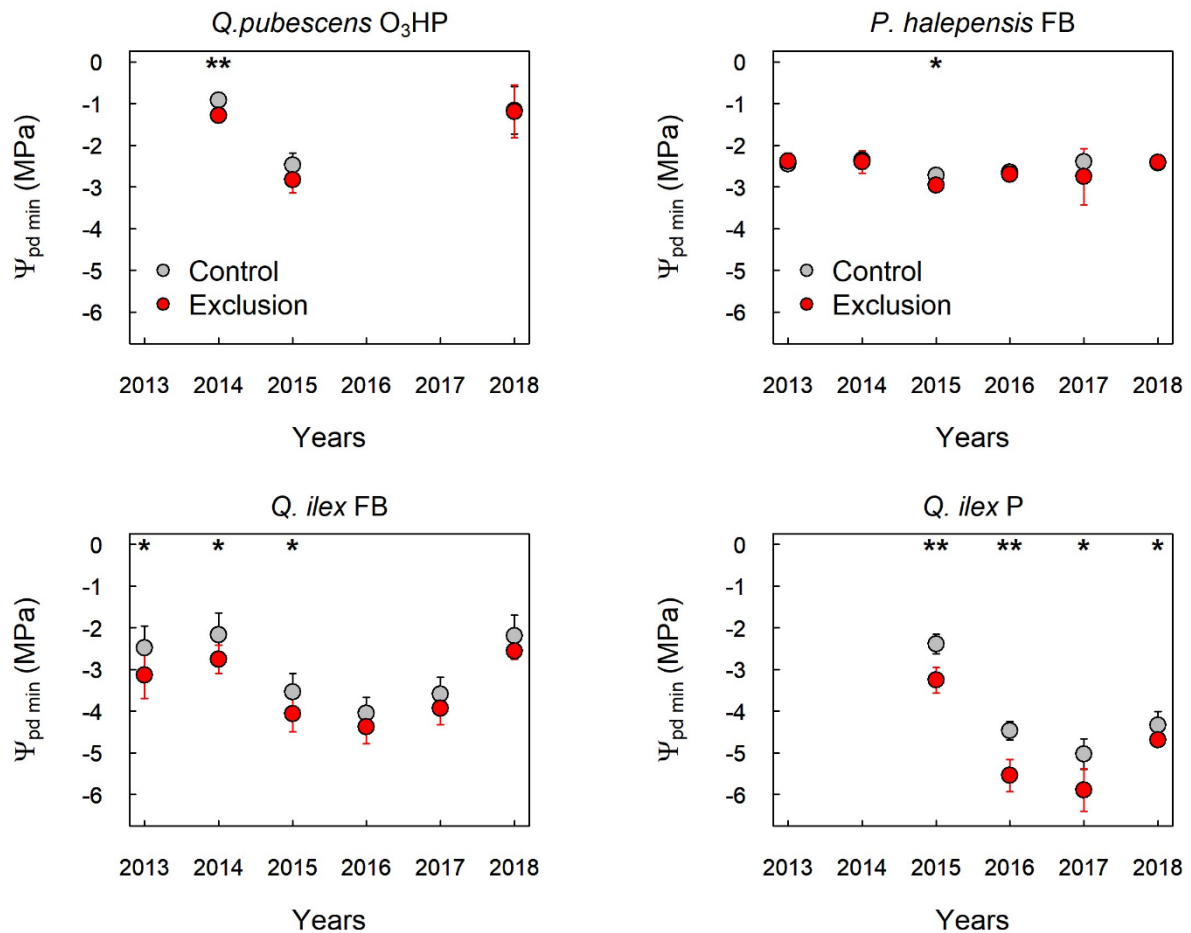 Q.pubescens O₃HP
**
0
-1
-2
-3
-4
-5
-6
Ψpd min (MPa)
Control
Exclusion
2013 2014 2015 2016 2017 2018
Years
P. halepensis FB
*
0
-1
-2
-3
-4
-5
-6
Ψpd min (MPa)
Control
Exclusion
2013 2014 2015 2016 2017 2018
Years
Q. ilex FB
* * *
0
-1
-2
-3
-4
-5
-6
Ψpd min (MPa)
2013 2014 2015 2016 2017 2018
Years
Q. ilex P
** ** * *
0
-1
-2
-3
-4
-5
-6
Ψpd min (MPa)
2013 2014 2015 2016 2017 2018
Years